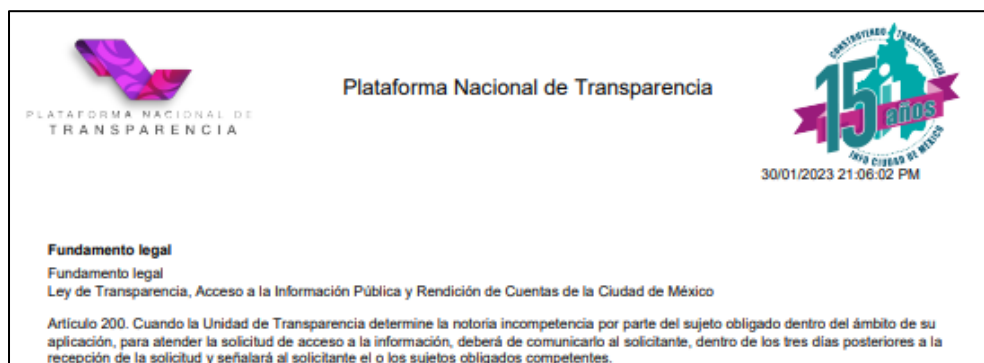 PLATAFORMA NACIONAL DE
TRANSPARENCIA
Plataforma Nacional de Transparencia
CONSTRUYENDO TRANSPARENCIA
15 años
INFO CIUDAD DE MÉXICO
30/01/2023 21:06:02 PM
Fundamento legal
Fundamento legal
Ley de Transparencia, Acceso a la Información Pública y Rendición de Cuentas de la Ciudad de México
Artículo 200. Cuando la Unidad de Transparencia determine la notoria incompetencia por parte del sujeto obligado dentro del ámbito de su
aplicación, para atender la solicitud de acceso a la información, deberá de comunicarlo al solicitante, dentro de los tres días posteriores a la
recepción de la solicitud y señalará al solicitante el o los sujetos obligados competentes.